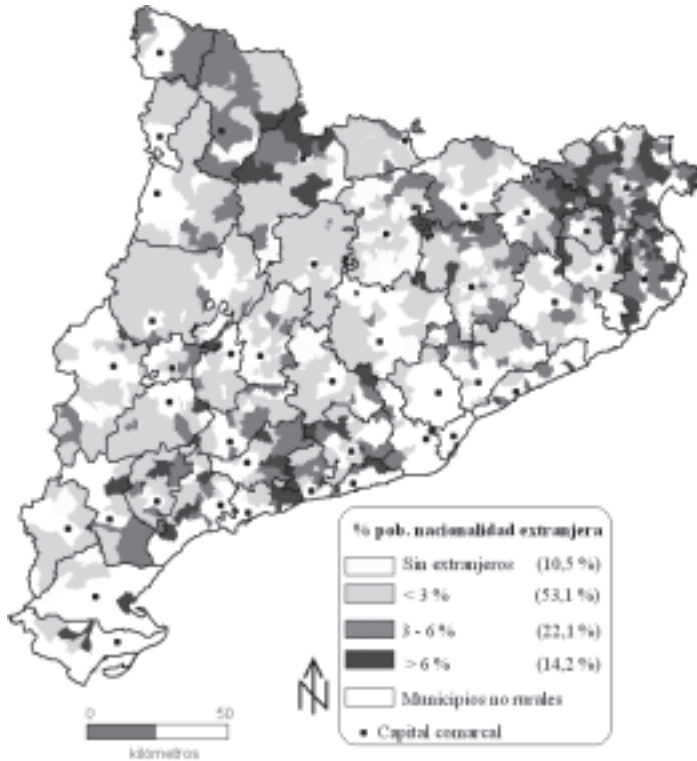 % pob. nacionalidad extranjera
Sin extranjeros (10,5 %)
< 3 % (53,1 %)
3 - 6 % (22,1 %)
> 6 % (14,2 %)
Municipios no rurales
Capital comarcal
N
0 50
kilómetros